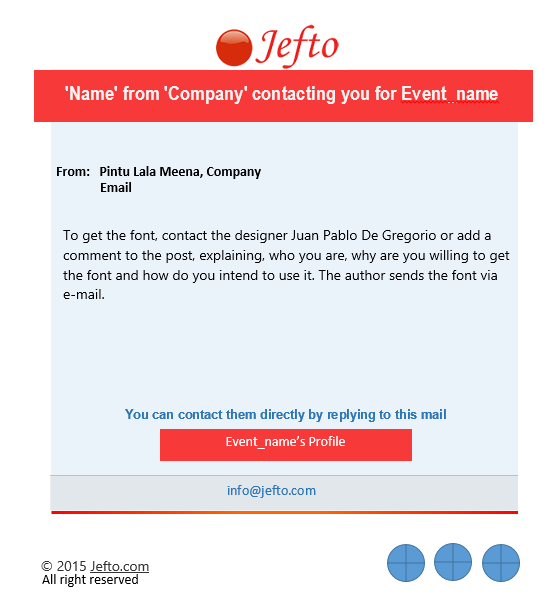 Jefto
'Name' from 'Company' contacting you for Event_name
From: Pintu Lala Meena, Company
Email
To get the font, contact the designer Juan Pablo De Gregorio or add a
comment to the post, explaining, who you are, why are you willing to get
the font and how do you intend to use it. The author sends the font via
e-mail.
You can contact them directly by replying to this mail
Event_name’s Profile
info@jefto.com
© 2015 Jefto.com
All right reserved